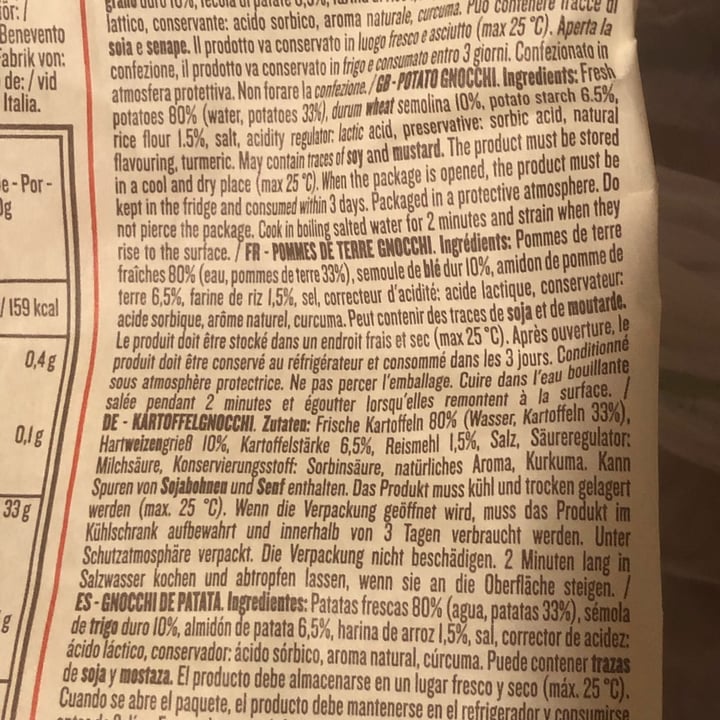 ior: /
Benevento
Fabrik von:
de: / vid
Italia.
e - Por -
0g
/ 159 kcal
0,4g
0,1g
33g
g
grano duro 10%, fecola di patate 6,5%,
lattico, conservante: acido sorbico, aroma naturale, curcuma. Può contenere tracce di
soia e senape. Il prodotto va conservato in luogo fresco e asciutto (max 25 °C). Aperta la
confezione, il prodotto va conservato in frigo e consumato entro 3 giorni. Confezionato in
atmosfera protettiva. Non forare la confezione. / GB - POTATO GNOCCHI. Ingredients: Fresh
potatoes 80% (water, potatoes 33%), durum wheat semolina 10%, potato starch 6.5%,
rice flour 1.5%, salt, acidity regulator: lactic acid, preservative: sorbic acid, natural
flavouring, turmeric. May contain traces of soy and mustard. The product must be stored
in a cool and dry place (max 25 °C). When the package is opened, the product must be
kept in the fridge and consumed within 3 days. Packaged in a protective atmosphere. Do
not pierce the package. Cook in boiling salted water for 2 minutes and strain when they
rise to the surface. / FR - POMMES DE TERRE GNOCCHI. Ingrédients: Pommes de terre
fraîches 80% (eau, pommes de terre 33%), semoule de blé dur 10%, amidon de pomme de
terre 6,5%, farine de riz 1,5%, sel, correcteur d'acidité: acide lactique, conservateur:
acide sorbique, arôme naturel, curcuma. Peut contenir des traces de soja et de moutarde.
Le produit doit être stocké dans un endroit frais et sec (max 25 °C). Après ouverture, le
produit doit être conservé au réfrigérateur et consommé dans les 3 jours. Conditionné
sous atmosphère protectrice. Ne pas percer l'emballage. Cuire dans l'eau bouillante
salée pendant 2 minutes et égoutter lorsqu'elles remontent à la surface. /
DE - KARTOFFELGNOCCHI. Zutaten: Frische Kartoffeln 80% (Wasser, Kartoffeln 33%),
Hartweizengrieß 10%, Kartoffelstärke 6,5%, Reismehl 1,5%, Salz, Säureregulator:
Milchsäure, Konservierungsstoff: Sorbinsäure, natürliches Aroma, Kurkuma. Kann
Spuren von Sojabohnen und Senf enthalten. Das Produkt muss kühl und trocken gelagert
werden (max. 25 °C). Wenn die Verpackung geöffnet wird, muss das Produkt im
Kühlschrank aufbewahrt und innerhalb von 3 Tagen verbraucht werden. Unter
Schutzatmosphäre verpackt. Die Verpackung nicht beschädigen. 2 Minuten lang in
Salzwasser kochen und abtropfen lassen, wenn sie an die Oberfläche steigen. /
ES - GNOCCHI DE PATATA. Ingredientes: Patatas frescas 80% (agua, patatas 33%), sémola
de trigo duro 10%, almidón de patata 6,5%, harina de arroz 1,5%, sal, corrector de acidez:
ácido láctico, conservador: ácido sórbico, aroma natural, cúrcuma. Puede contener trazas
de soja y mostaza. El producto debe almacenarse en un lugar fresco y seco (máx. 25 °C).
Cuando se abre el paquete, el producto debe mantenerse en el refrigerador y consumirse